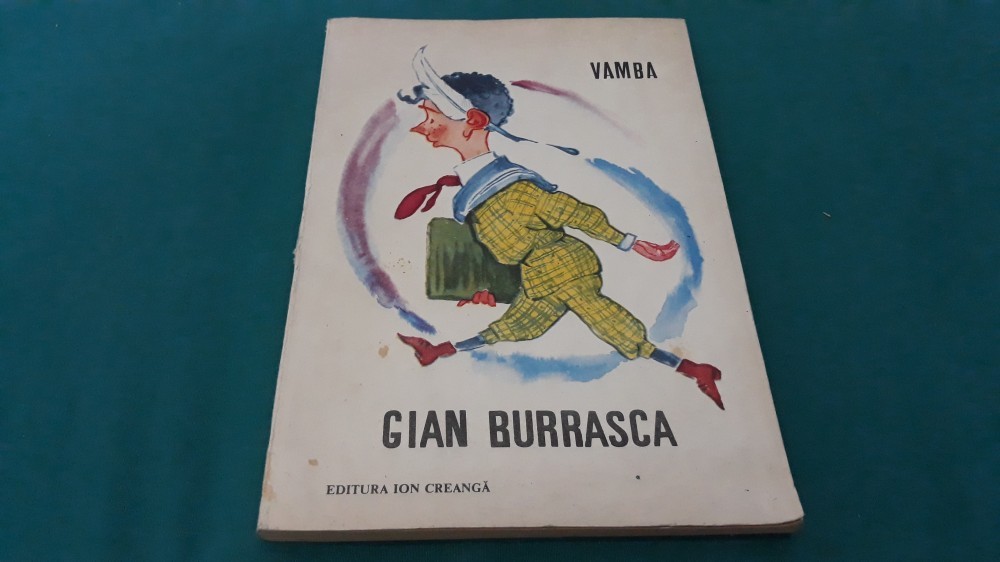 VAMBA
GIAN BURRASCA
EDITURA ION CREANGĂ